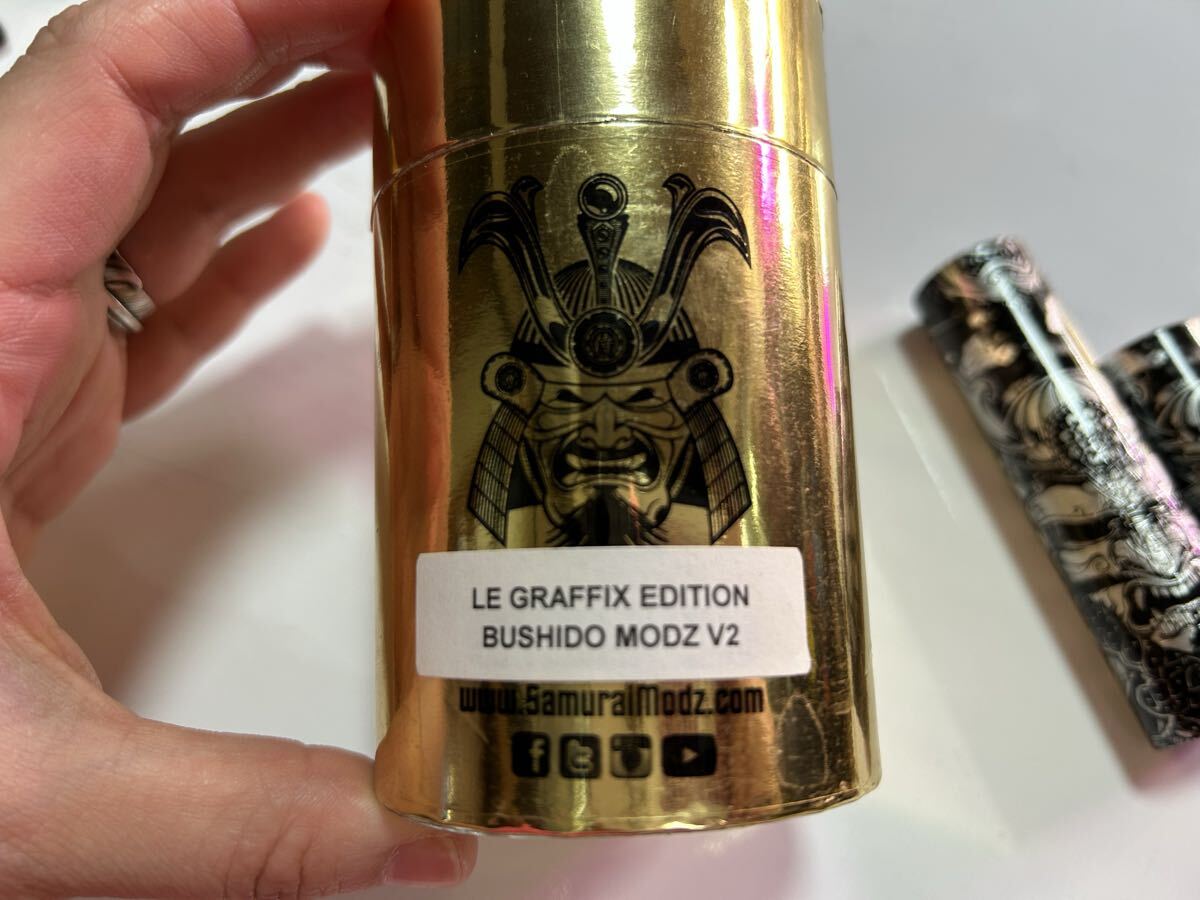 LE GRAFFIX EDITION
BUSHIDO MODZ V2
www.SamuraiModz.com